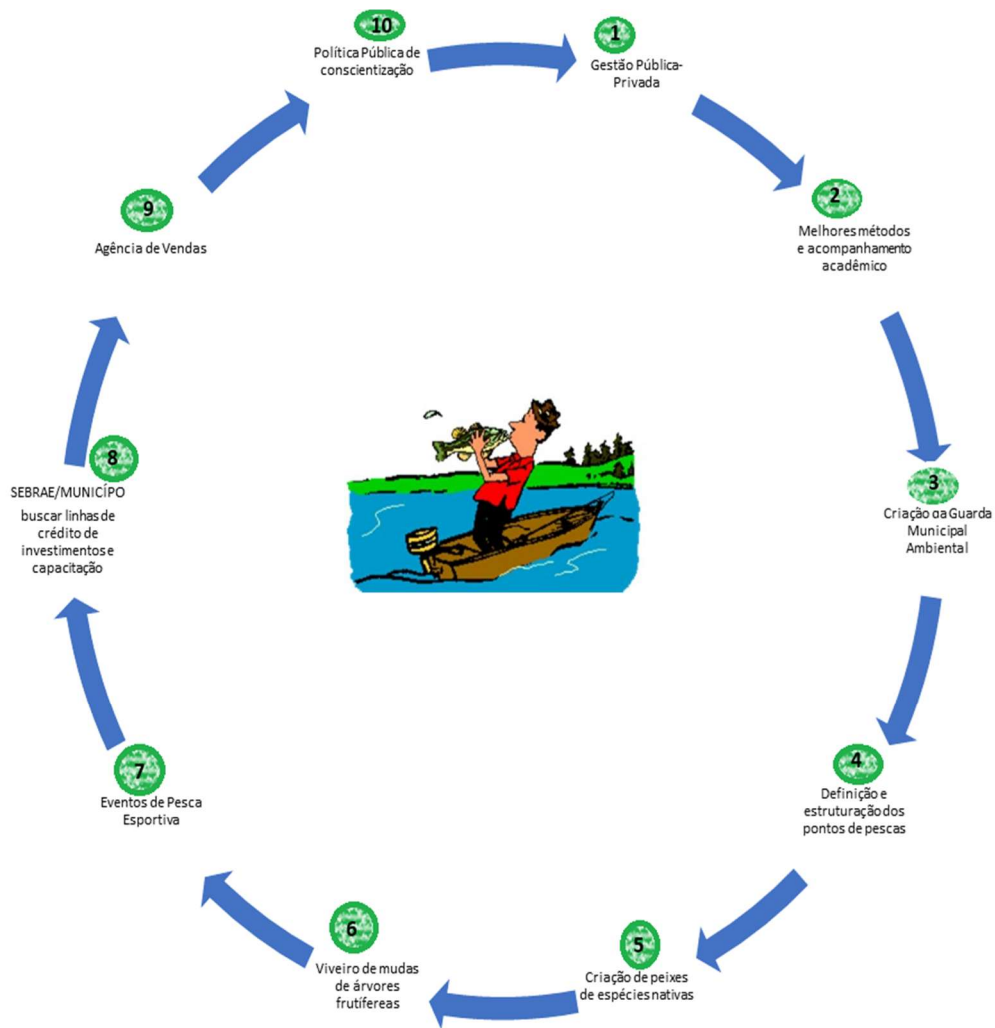 10
Política Pública de
conscientização
1
Gestão Pública-
Privada
2
Melhores métodos
e acompanhamento
acadêmico
3
Criação da Guarda
Municipal
Ambiental
4
Definição e
estruturação dos
pontos de pescas
5
Criação de peixes
de espécies nativas
6
Viveiro de mudas
de árvores
frutífereas
7
Eventos de Pesca
Esportiva
8
SEBRAE/MUNICÍPO
buscar linhas de
crédito de
investimentos e
capacitação
9
Agência de Vendas